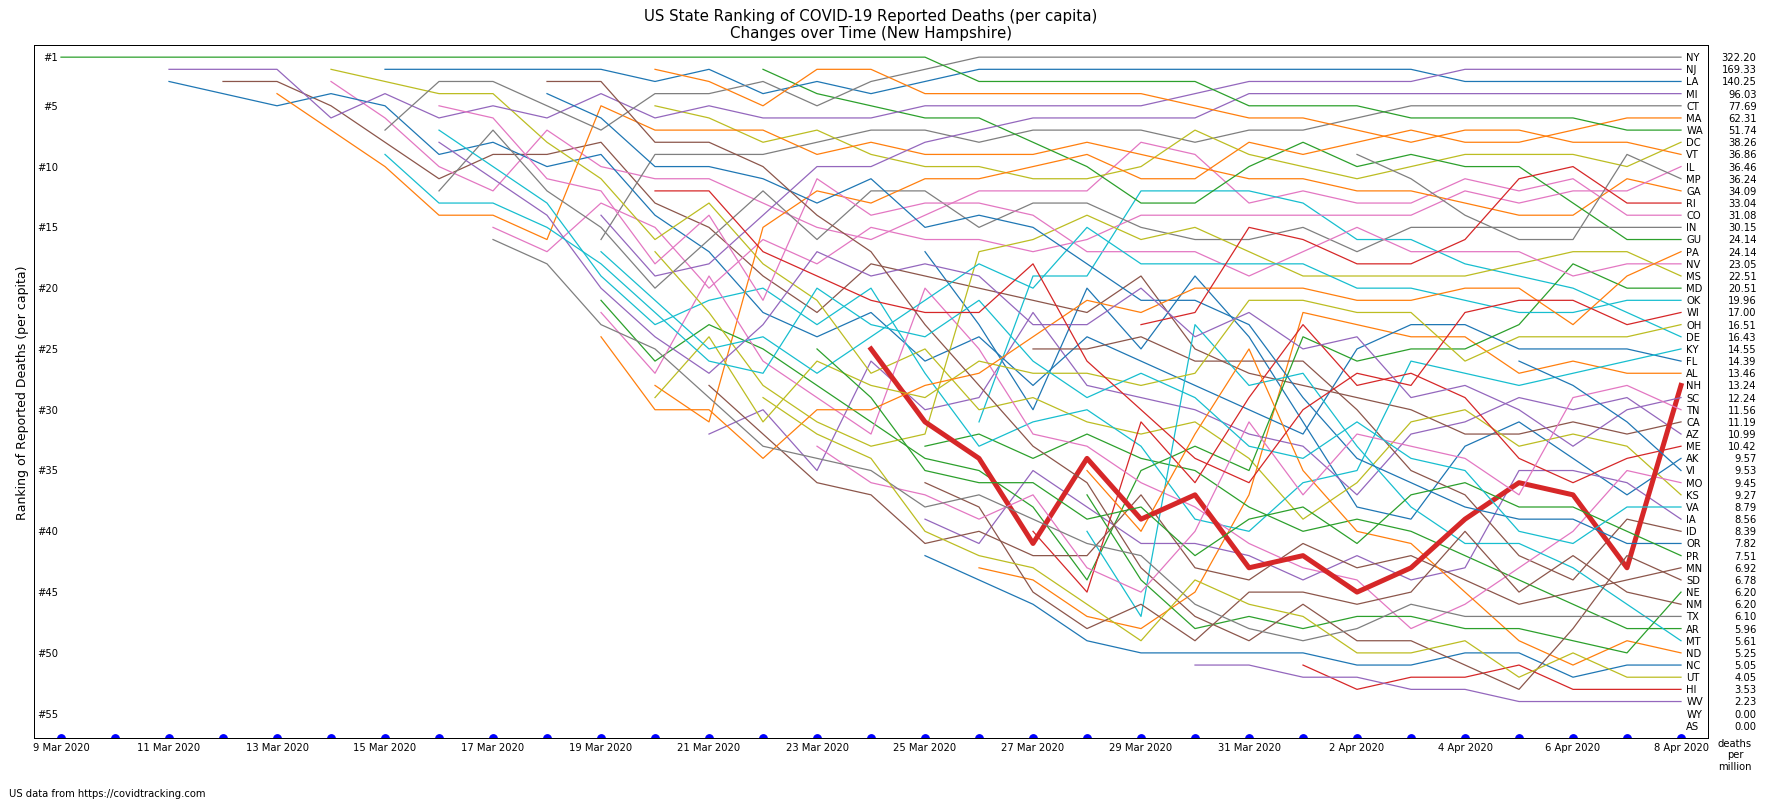 US State Ranking of COVID-19 Reported Deaths (per capita)
Changes over Time (New Hampshire)
Ranking of Reported Deaths (per capita)
#1
#5
#10
#15
#20
#25
#30
#35
#40
#45
#50
#55
NY 322.20
NJ 169.33
LA 140.25
MI 96.03
CT 77.69
MA 62.31
WA 51.74
DC 38.26
VT 36.86
IL 36.46
MP 36.24
GA 34.09
RI 33.04
CO 31.08
IN 30.15
GU 24.14
PA 24.14
NV 23.05
MS 22.51
MD 20.51
OK 19.96
WI 17.00
OH 16.51
DE 16.43
KY 14.55
FL 14.39
AL 13.46
NH 13.24
SC 12.24
TN 11.56
CA 11.19
AZ 10.99
ME 10.42
AK 9.57
VI 9.53
MO 9.45
KS 9.27
VA 8.79
IA 8.56
ID 8.39
OR 7.82
PR 7.51
MN 6.92
SD 6.78
NE 6.20
NM 6.20
TX 6.10
AR 5.96
MT 5.61
ND 5.25
NC 5.05
UT 4.05
HI 3.53
WV 2.23
WY 0.00
AS 0.00
9 Mar 2020 11 Mar 2020 13 Mar 2020 15 Mar 2020 17 Mar 2020 19 Mar 2020 21 Mar 2020 23 Mar 2020 25 Mar 2020 27 Mar 2020 29 Mar 2020 31 Mar 2020 2 Apr 2020 4 Apr 2020 6 Apr 2020 8 Apr 2020
deaths
per
million
US data from https://covidtracking.com